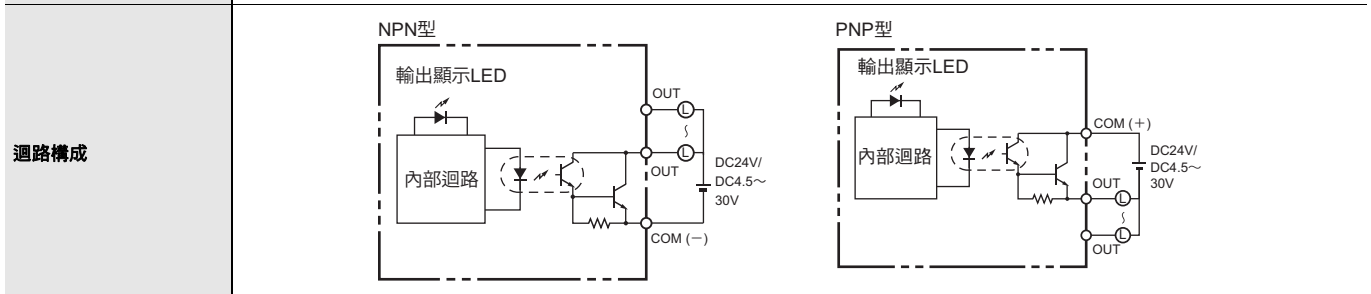 迴路構成
NPN型
輸出顯示LED
內部迴路
OUT
L
L
OUT
DC24V/
DC4.5～
30V
COM (－)
PNP型
輸出顯示LED
內部迴路
COM (＋)
DC24V/
DC4.5～
30V
OUT
L
L
OUT